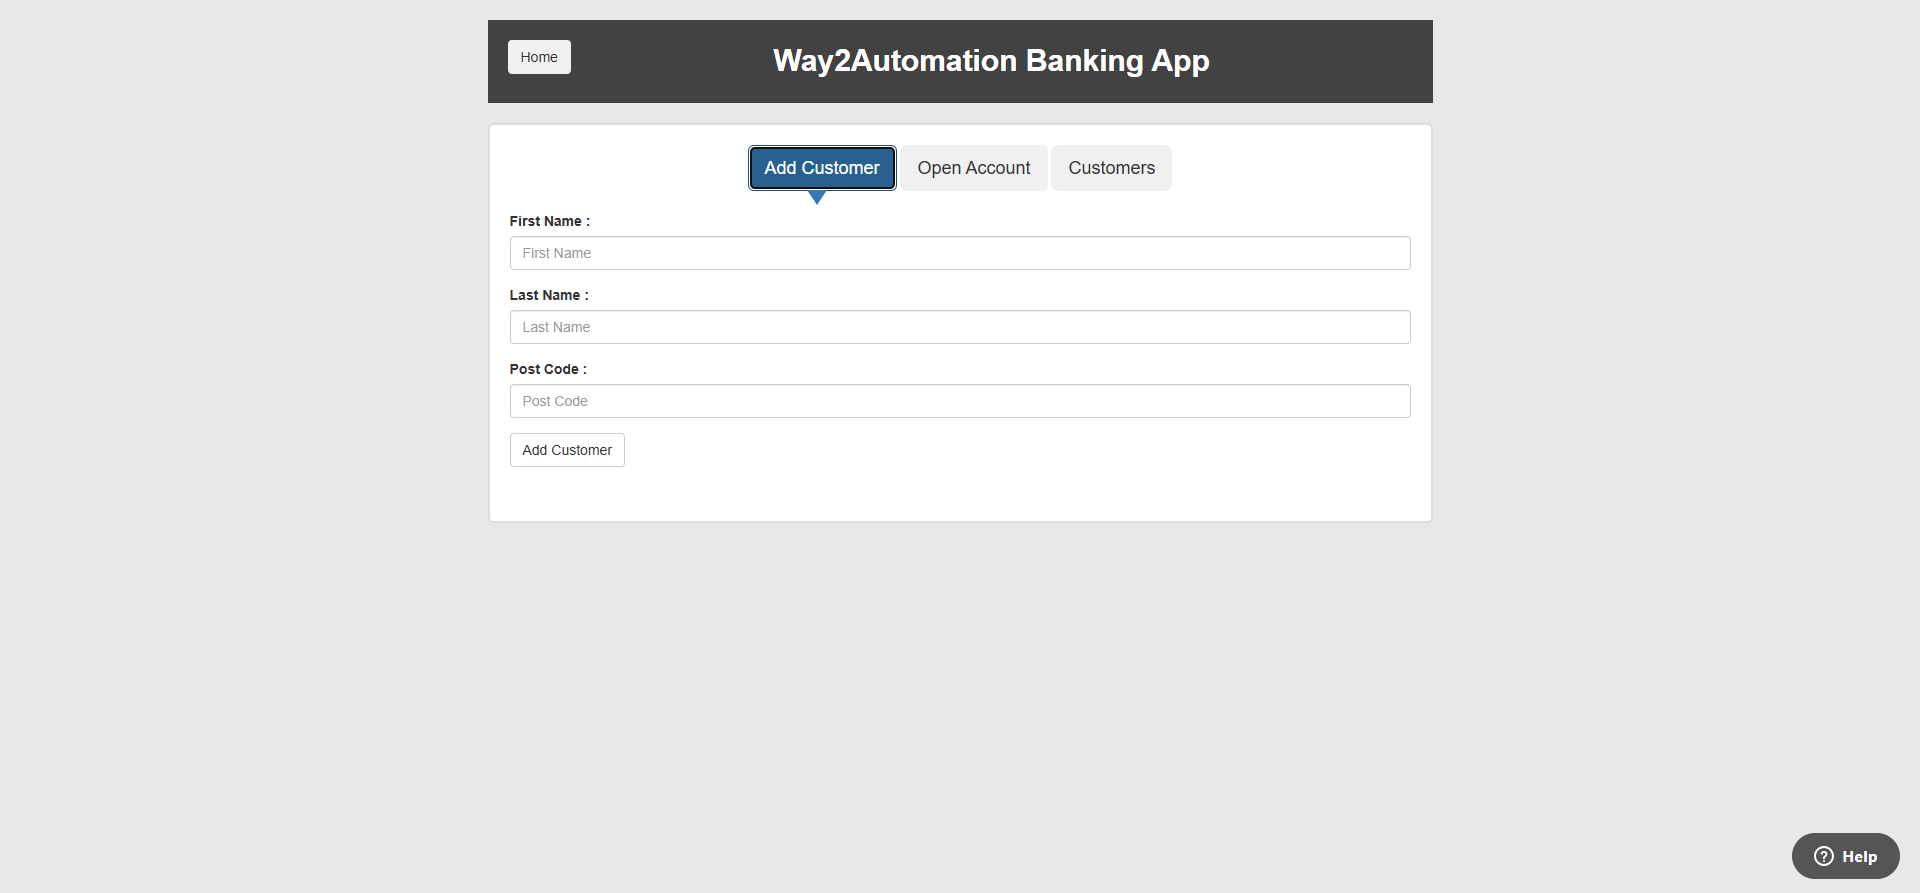 Home
Way2Automation Banking App
Add Customer
Open Account
Customers
First Name :
First Name
Last Name :
Last Name
Post Code :
Post Code
Add Customer
Help